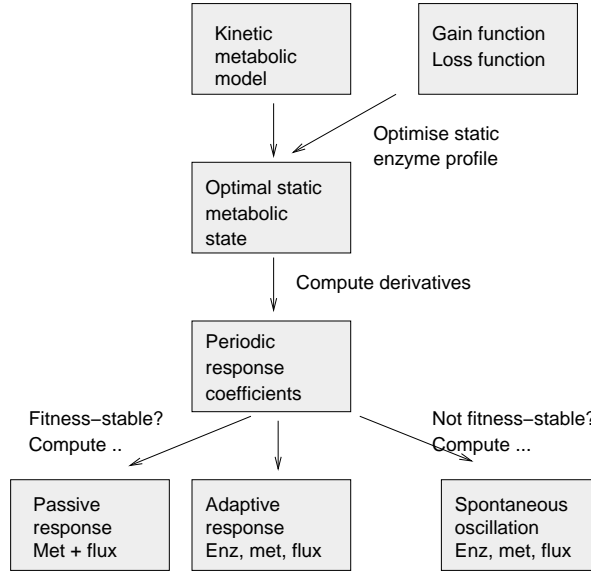 Kinetic
metabolic
model
Gain function
Loss function
Optimise static
enzyme profile
Optimal static
metabolic
state
Compute derivatives
Periodic
response
coefficients
Fitness−stable?
Compute ..
Not fitness−stable?
Compute ...
Passive
response
Met + flux
Adaptive
response
Enz, met, flux
Spontaneous
oscillation
Enz, met, flux